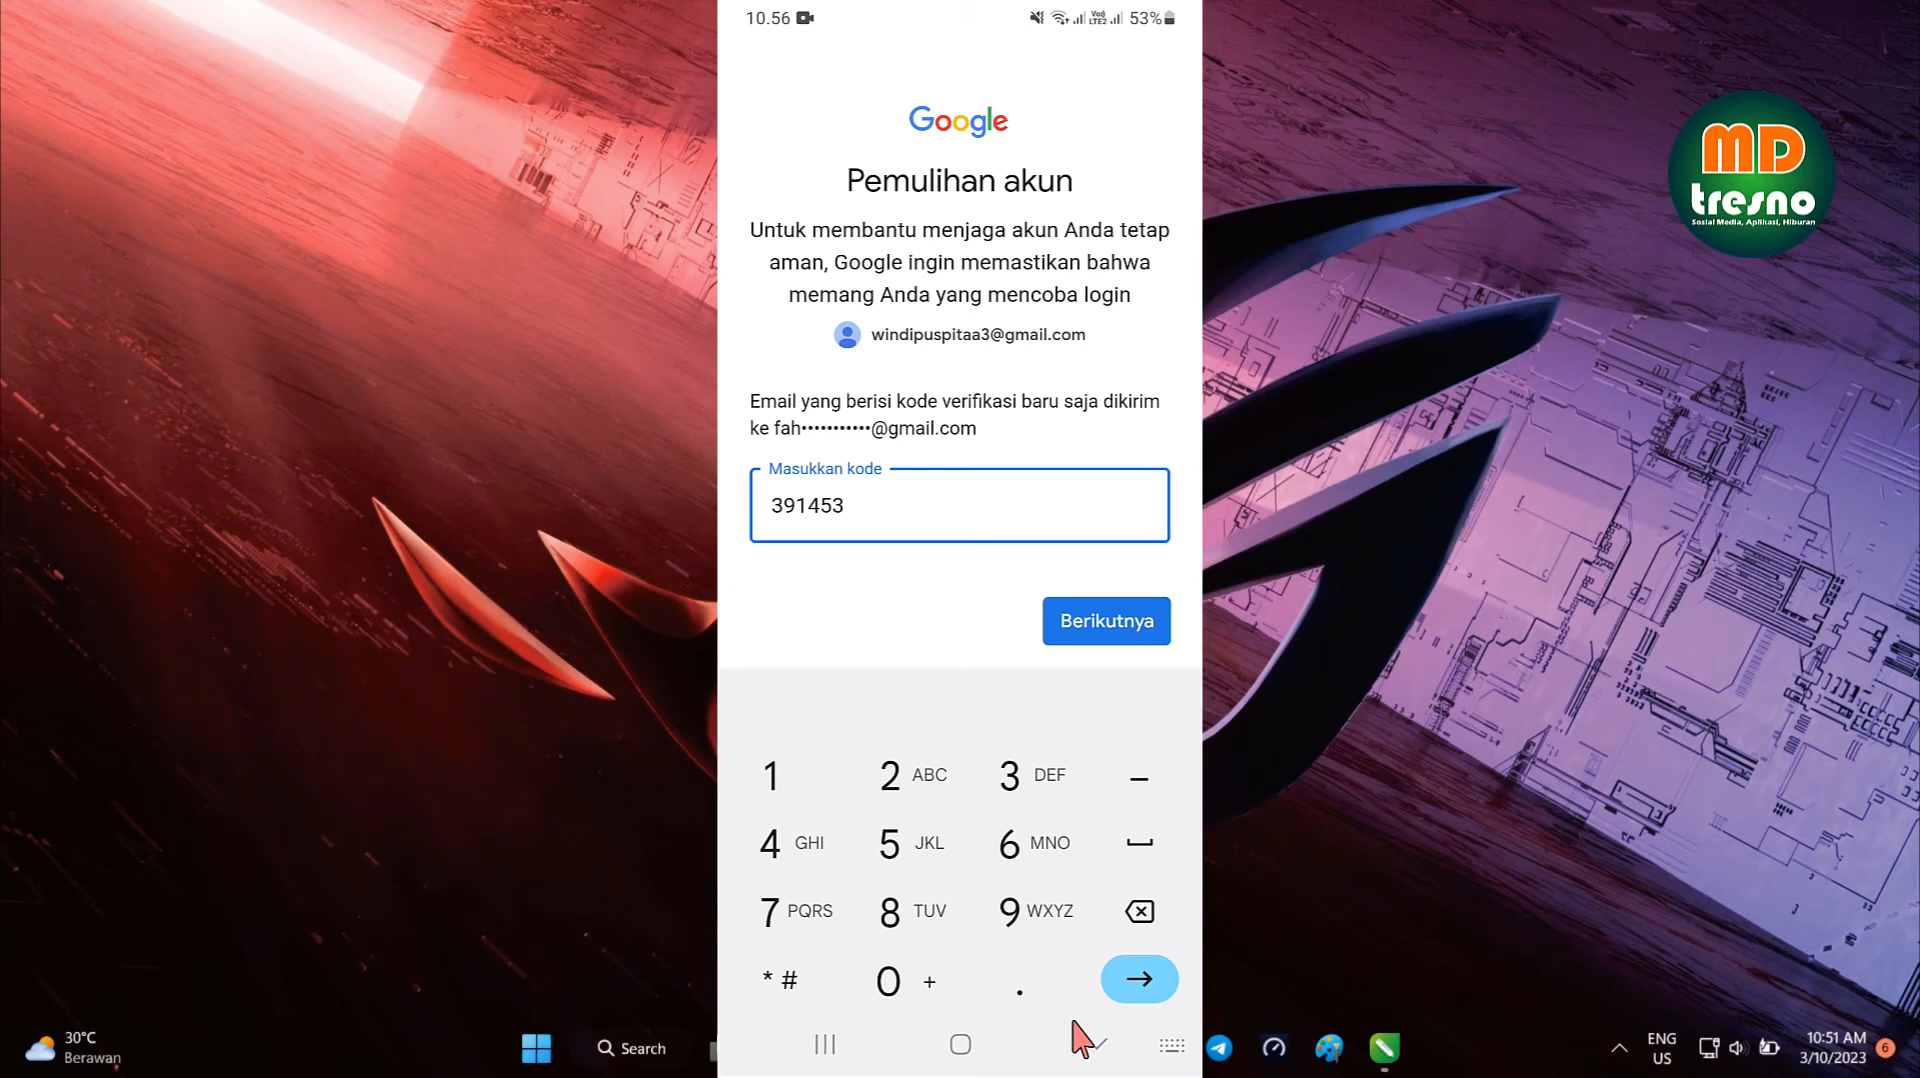 10.56
Vo)) LTE2
53%
Google
Pemulihan akun
Untuk membantu menjaga akun Anda tetap
aman, Google ingin memastikan bahwa
memang Anda yang mencoba login
windipuspitaa3@gmail.com
Email yang berisi kode verifikasi baru saja dikirim
ke fah•••••••••••@gmail.com
Masukkan kode
391453
Berikutnya
1 2 ABC 3 DEF –
4 GHI 5 JKL 6 MNO
7 PQRS 8 TUV 9 WXYZ
* # 0 + .
MD
tresno
Sosial Media, Aplikasi, Hiburan
30°C
Berawan
Search
ENG
US
10:51 AM
3/10/2023
6